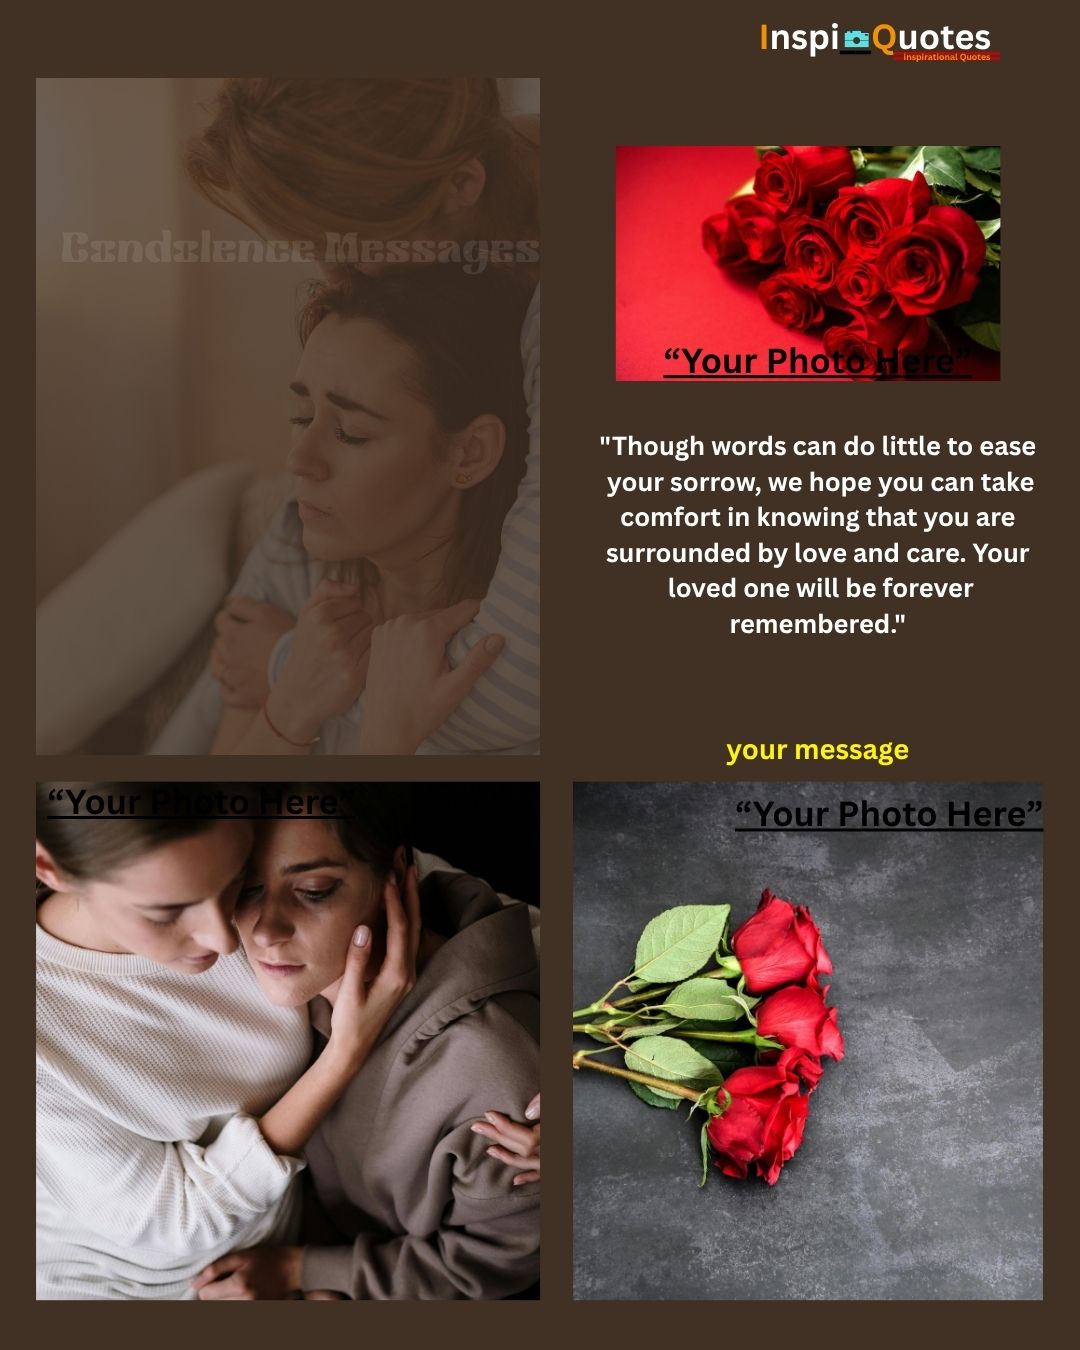 Inspi Quotes
inspirational Quotes
Condolence Messages
“Your Photo Here”
"Though words can do little to ease
your sorrow, we hope you can take
comfort in knowing that you are
surrounded by love and care. Your
loved one will be forever
remembered."
your message
“Your Photo Here”
“Your Photo Here”